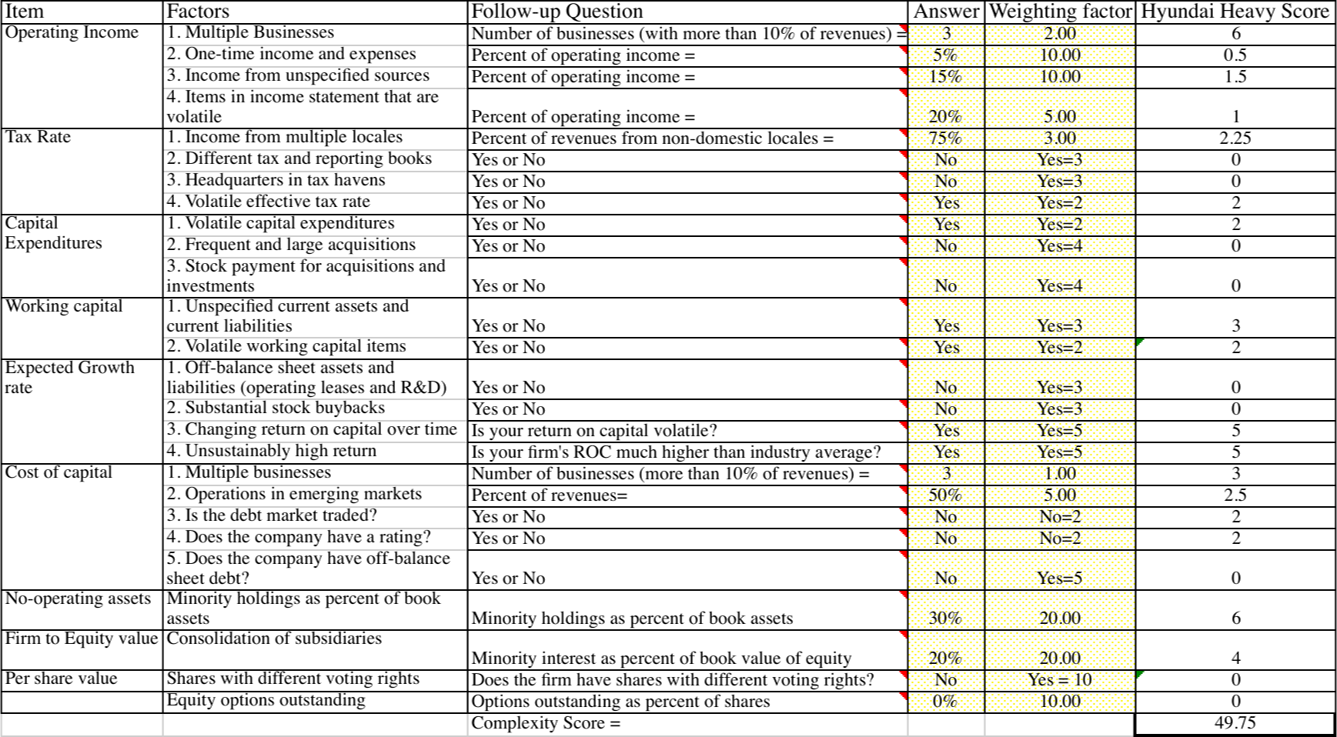 Item Factors Follow-up Question Answer Weighting factor Hyundai Heavy Score
Operating Income 1. Multiple Businesses Number of businesses (with more than 10% of revenues) = 3 2.00 6
2. One-time income and expenses Percent of operating income = 5% 10.00 0.5
3. Income from unspecified sources Percent of operating income = 15% 10.00 1.5
4. Items in income statement that are
volatile Percent of operating income = 20% 5.00 1
Tax Rate 1. Income from multiple locales Percent of revenues from non-domestic locales = 75% 3.00 2.25
2. Different tax and reporting books Yes or No No Yes=3 0
3. Headquarters in tax havens Yes or No No Yes=3 0
4. Volatile effective tax rate Yes or No Yes Yes=2 2
Capital 1. Volatile capital expenditures Yes or No Yes Yes=2 2
Expenditures 2. Frequent and large acquisitions Yes or No No Yes=4 0
3. Stock payment for acquisitions and
investments Yes or No No Yes=4 0
Working capital 1. Unspecified current assets and
current liabilities Yes or No Yes Yes=3 3
2. Volatile working capital items Yes or No Yes Yes=2 2
Expected Growth 1. Off-balance sheet assets and
rate liabilities (operating leases and R&D) Yes or No No Yes=3 0
2. Substantial stock buybacks Yes or No No Yes=3 0
3. Changing return on capital over time Is your return on capital volatile? Yes Yes=5 5
4. Unsustainably high return Is your firm's ROC much higher than industry average? Yes Yes=5 5
Cost of capital 1. Multiple businesses Number of businesses (more than 10% of revenues) = 3 1.00 3
2. Operations in emerging markets Percent of revenues= 50% 5.00 2.5
3. Is the debt market traded? Yes or No No No=2 2
4. Does the company have a rating? Yes or No No No=2 2
5. Does the company have off-balance
sheet debt? Yes or No No Yes=5 0
No-operating assets Minority holdings as percent of book
assets Minority holdings as percent of book assets 30% 20.00 6
Firm to Equity value Consolidation of subsidiaries
Minority interest as percent of book value of equity 20% 20.00 4
Per share value Shares with different voting rights Does the firm have shares with different voting rights? No Yes = 10 0
Equity options outstanding Options outstanding as percent of shares 0% 10.00 0
Complexity Score = 49.75